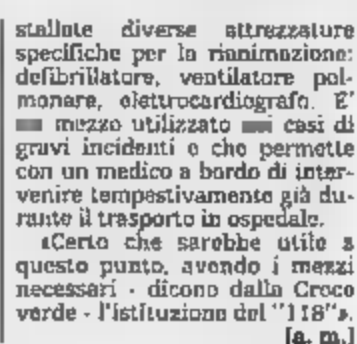 stallate diverse attrezzature
specifiche per la rianimazione:
defibrillatore, ventilatore pol-
monare, elettrocardiografo. E'
mezzo utilizzato casi di
gravi incidenti e che permette
con un medico a bordo di inter-
venire tempestivamente già du-
rante il trasporto in ospedale.
«Certo che sarebbe utile a
questo punto, avendo i mezzi
necessari - dicono dalla Croce
verde - l'istituzione del "118"».
[a. m.]